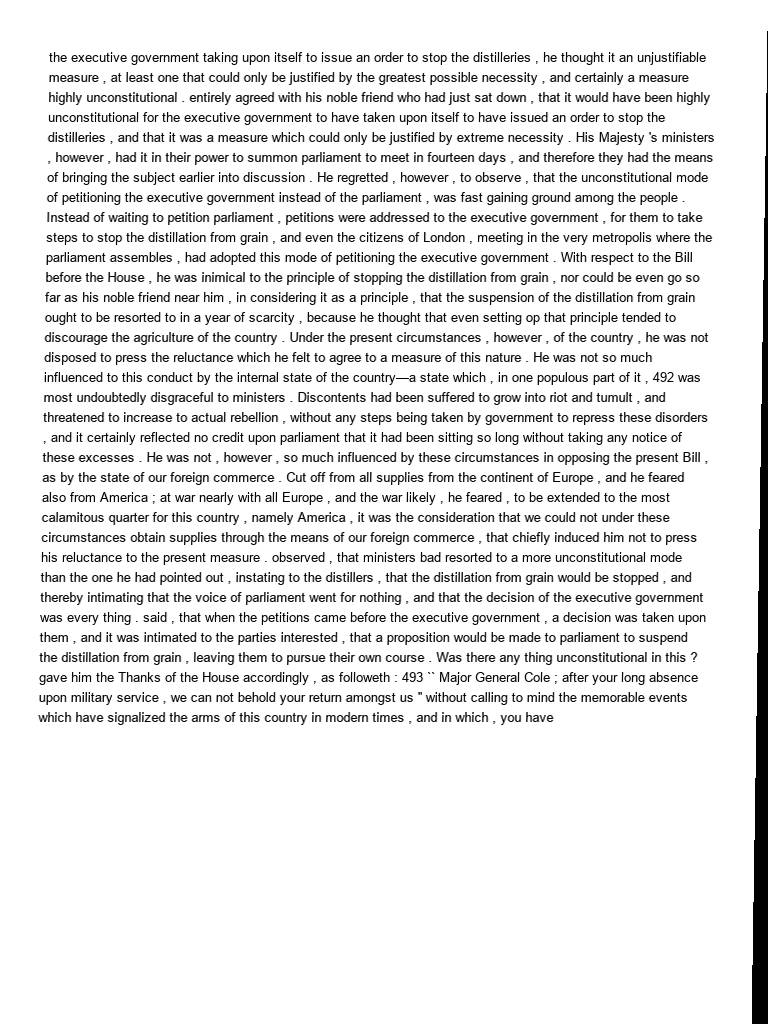 the executive government taking upon itself to issue an order to stop the distilleries , he thought it an unjustifiable
measure , at least one that could only be justified by the greatest possible necessity , and certainly a measure
highly unconstitutional . entirely agreed with his noble friend who had just sat down , that it would have been highly
unconstitutional for the executive government to have taken upon itself to have issued an order to stop the
distilleries , and that it was a measure which could only be justified by extreme necessity . His Majesty 's ministers
, however , had it in their power to summon parliament to meet in fourteen days , and therefore they had the means
of bringing the subject earlier into discussion . He regretted , however , to observe , that the unconstitutional mode
of petitioning the executive government instead of the parliament , was fast gaining ground among the people .
Instead of waiting to petition parliament , petitions were addressed to the executive government , for them to take
steps to stop the distillation from grain , and even the citizens of London , meeting in the very metropolis where the
parliament assembles , had adopted this mode of petitioning the executive government . With respect to the Bill
before the House , he was inimical to the principle of stopping the distillation from grain , nor could be even go so
far as his noble friend near him , in considering it as a principle , that the suspension of the distillation from grain
ought to be resorted to in a year of scarcity , because he thought that even setting op that principle tended to
discourage the agriculture of the country . Under the present circumstances , however , of the country , he was not
disposed to press the reluctance which he felt to agree to a measure of this nature . He was not so much
influenced to this conduct by the internal state of the country—a state which , in one populous part of it , 492 was
most undoubtedly disgraceful to ministers . Discontents had been suffered to grow into riot and tumult , and
threatened to increase to actual rebellion , without any steps being taken by government to repress these disorders
, and it certainly reflected no credit upon parliament that it had been sitting so long without taking any notice of
these excesses . He was not , however , so much influenced by these circumstances in opposing the present Bill ,
as by the state of our foreign commerce . Cut off from all supplies from the continent of Europe , and he feared
also from America ; at war nearly with all Europe , and the war likely , he feared , to be extended to the most
calamitous quarter for this country , namely America , it was the consideration that we could not under these
circumstances obtain supplies through the means of our foreign commerce , that chiefly induced him not to press
his reluctance to the present measure . observed , that ministers bad resorted to a more unconstitutional mode
than the one he had pointed out , instating to the distillers , that the distillation from grain would be stopped , and
thereby intimating that the voice of parliament went for nothing , and that the decision of the executive government
was every thing . said , that when the petitions came before the executive government , a decision was taken upon
them , and it was intimated to the parties interested , that a proposition would be made to parliament to suspend
the distillation from grain , leaving them to pursue their own course . Was there any thing unconstitutional in this ?
gave him the Thanks of the House accordingly , as followeth : 493 `` Major General Cole ; after your long absence
upon military service , we can not behold your return amongst us " without calling to mind the memorable events
which have signalized the arms of this country in modern times , and in which , you have